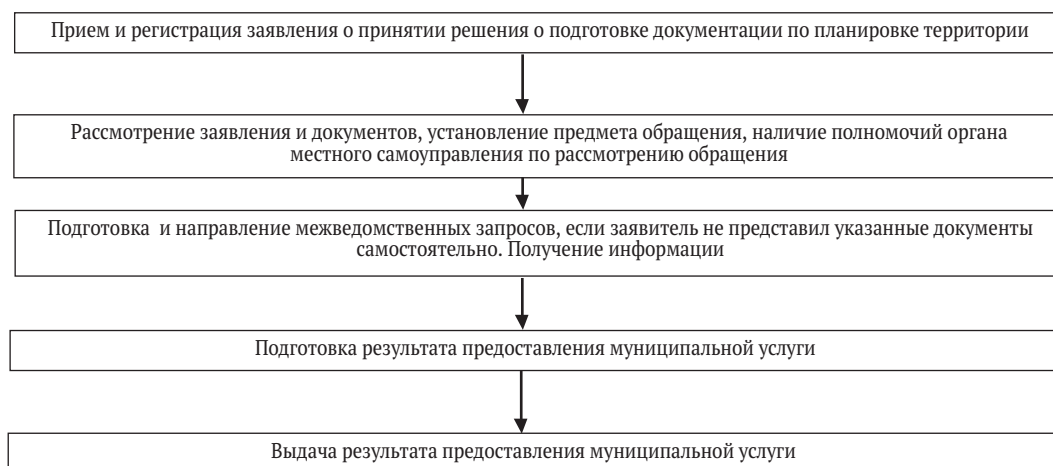 Прием и регистрация заявления о принятии решения о подготовке документации по планировке территории
Рассмотрение заявления и документов, установление предмета обращения, наличие полномочий органа
местного самоуправления по рассмотрению обращения
Подготовка и направление межведомственных запросов, если заявитель не представил указанные документы
самостоятельно. Получение информации
Подготовка результата предоставления муниципальной услуги
Выдача результата предоставления муниципальной услуги